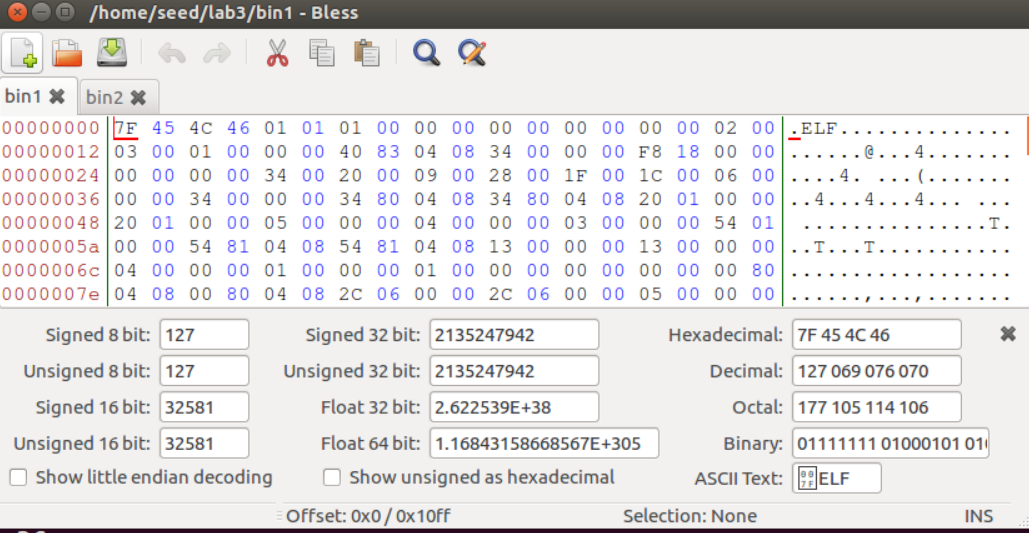 /home/seed/lab3/bin1 - Bless
bin1 bin2
00000000 7F 45 4C 46 01 01 01 00 00 00 00 00 00 00 00 00 02 00 .ELF..............
00000012 03 00 01 00 00 00 40 83 04 08 34 00 00 00 F8 18 00 00 ......@...4.......
00000024 00 00 00 00 34 00 20 00 09 00 28 00 1F 00 1C 00 06 00 ....4. ...(.......
00000036 00 00 34 00 00 00 34 80 04 08 34 80 04 08 20 01 00 00 ..4...4...4... ...
00000048 20 01 00 00 05 00 00 00 04 00 00 00 03 00 00 00 54 01  ...............T.
0000005a 00 00 54 81 04 08 54 81 04 08 13 00 00 00 13 00 00 00 ..T...T...........
0000006c 04 00 00 00 01 00 00 00 01 00 00 00 00 00 00 00 00 80 ..................
0000007e 04 08 00 80 04 08 2C 06 00 00 2C 06 00 00 05 00 00 00 ......,...,.......
Signed 8 bit: 127 Signed 32 bit: 2135247942 Hexadecimal: 7F 45 4C 46
Unsigned 8 bit: 127 Unsigned 32 bit: 2135247942 Decimal: 127 069 076 070
Signed 16 bit: 32581 Float 32 bit: 2.622539E+38 Octal: 177 105 114 106
Unsigned 16 bit: 32581 Float 64 bit: 1.16843158668567E+305 Binary: 01111111 01000101 01
Show little endian decoding Show unsigned as hexadecimal ASCII Text: ELF
Offset: 0x0 / 0x10ff Selection: None INS